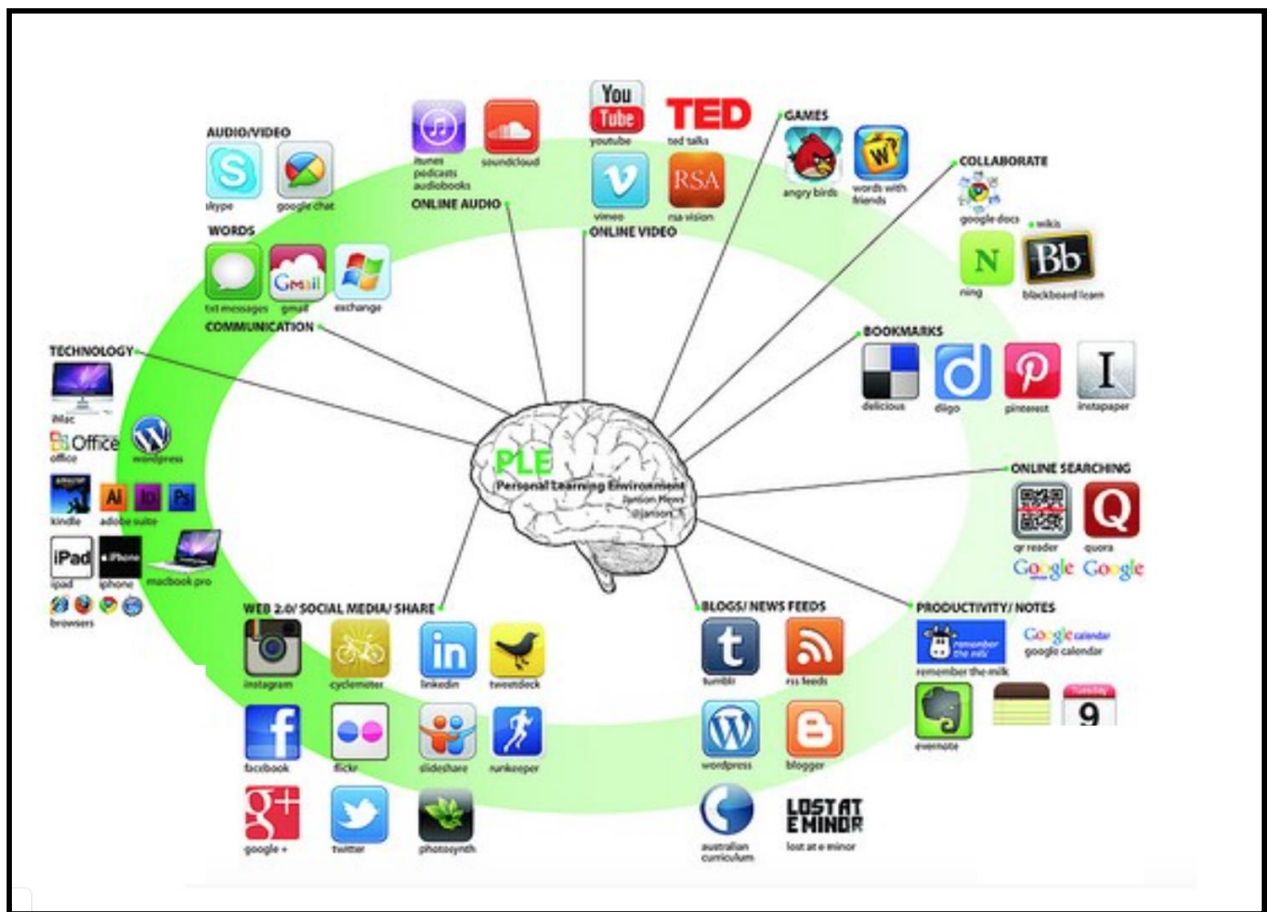 AUDIO/VIDEO
skype
google chat
WORDS
txt messages
Gmail
gmail
exchange
COMMUNICATION
itunes
podcasts
audiobooks
soundcloud
ONLINE AUDIO
You
Tube
youtube
TED
ted talks
vimeo
RSA
rsa vision
ONLINE VIDEO
GAMES
angry birds
W
words with
friends
COLLABORATE
google docs
wikis
N
ning
Bb
blackboard learn
BOOKMARKS
delicious
diigo
pinterest
I
instapaper
ONLINE SEARCHING
qr reader
Q
quora
Google
Google
PRODUCTIVITY/ NOTES
remember
the milk
remember the milk
Google calendar
google calendar
evernote
Tuesday
9
BLOGS/ NEWS FEEDS
t
tumblr
rss feeds
wordpress
blogger
australian
curriculum
LOST AT
E MINOR
lost at e minor
WEB 2.0/ SOCIAL MEDIA/ SHARE
instagram
cyclemeter
in
linkedin
tweetdeck
f
facebook
flickr
slideshare
runkeeper
g+
google +
twitter
photosynth
TECHNOLOGY
iMac
Office
office
wordpress
kindle
Ai
Ps
adobe suite
iPad
ipad
iPhone
iphone
macbook pro
browsers
PLE
Personal Learning Environment
Janson Hews